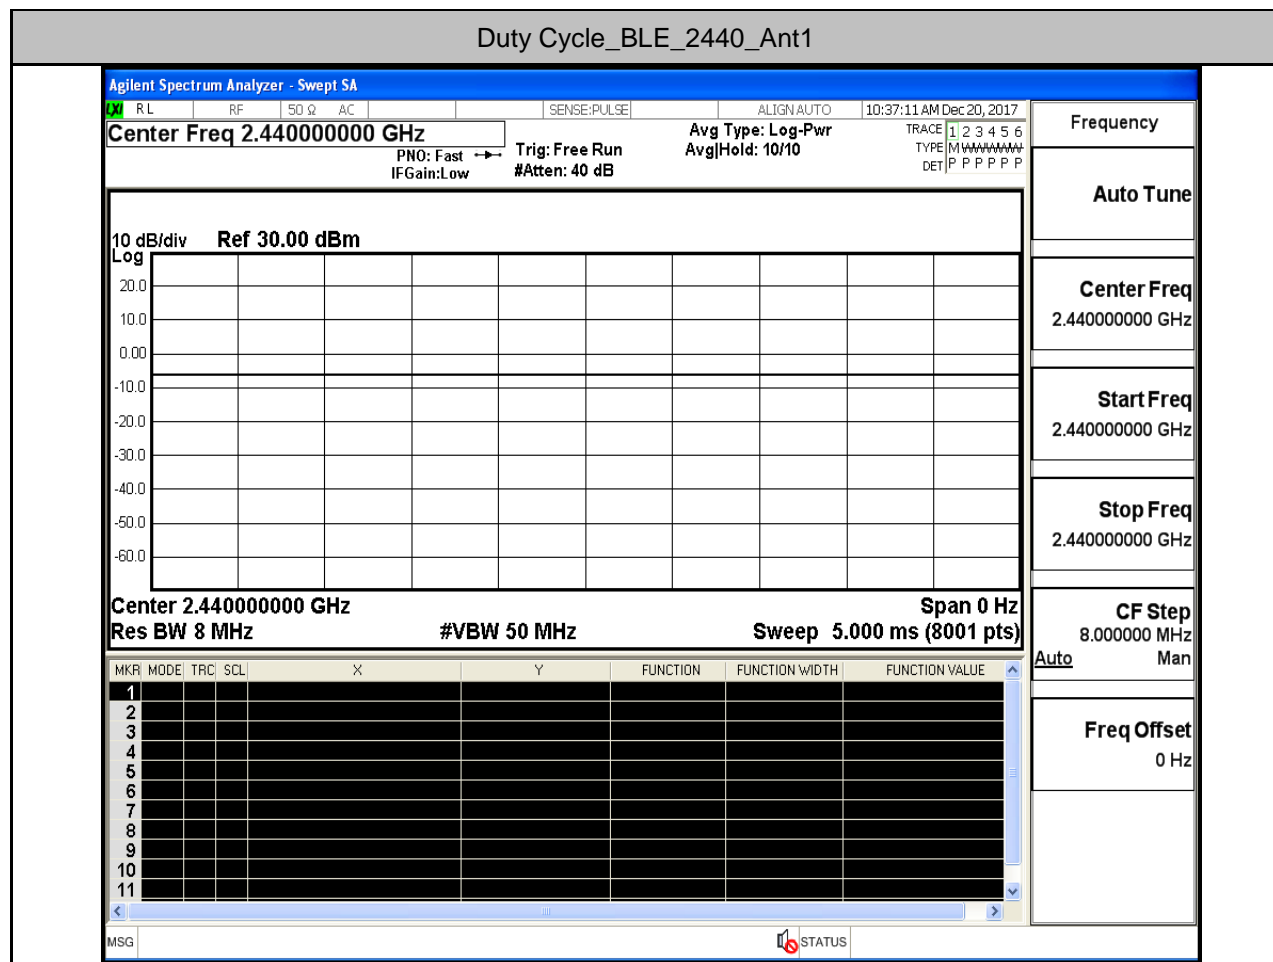 Duty Cycle_BLE_2440_Ant1
Agilent Spectrum Analyzer - Swept SA
LXI RL RF 50 Ω AC SENSE:PULSE ALIGN AUTO 10:37:11 AM Dec 20, 2017
Center Freq 2.440000000 GHz
PNO: Fast
IFGain:Low
Trig: Free Run
#Atten: 40 dB
Avg Type: Log-Pwr
Avg|Hold: 10/10
TRACE 1 2 3 4 5 6
TYPE M W W W W W
DET P P P P P P
10 dB/div Ref 30.00 dBm
Log
20.0
10.0
0.00
-10.0
-20.0
-30.0
-40.0
-50.0
-60.0
Center 2.440000000 GHz Span 0 Hz
Res BW 8 MHz #VBW 50 MHz Sweep 5.000 ms (8001 pts)
MKR MODE TRC SCL X Y FUNCTION FUNCTION WIDTH FUNCTION VALUE
1
2
3
4
5
6
7
8
9
10
11
MSG STATUS
Frequency
Auto Tune
Center Freq
2.440000000 GHz
Start Freq
2.440000000 GHz
Stop Freq
2.440000000 GHz
CF Step
8.000000 MHz
Auto Man
Freq Offset
0 Hz